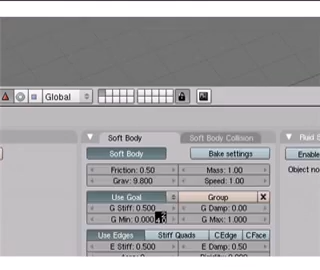 Global
Soft Body
Soft Body Collision
Fluid
Soft Body
Bake settings
Enable
Friction: 0.50
Mass: 1.00
Object no
Grav: 9.800
Speed: 1.00
Use Goal
Group
X
G Stiff: 0.500
G Damp: 0.00
G Min: 0.000
G Max: 1.000
Use Edges
Stiff Quads
CEdge
CFace
E Stiff: 0.500
E Damp: 0.50